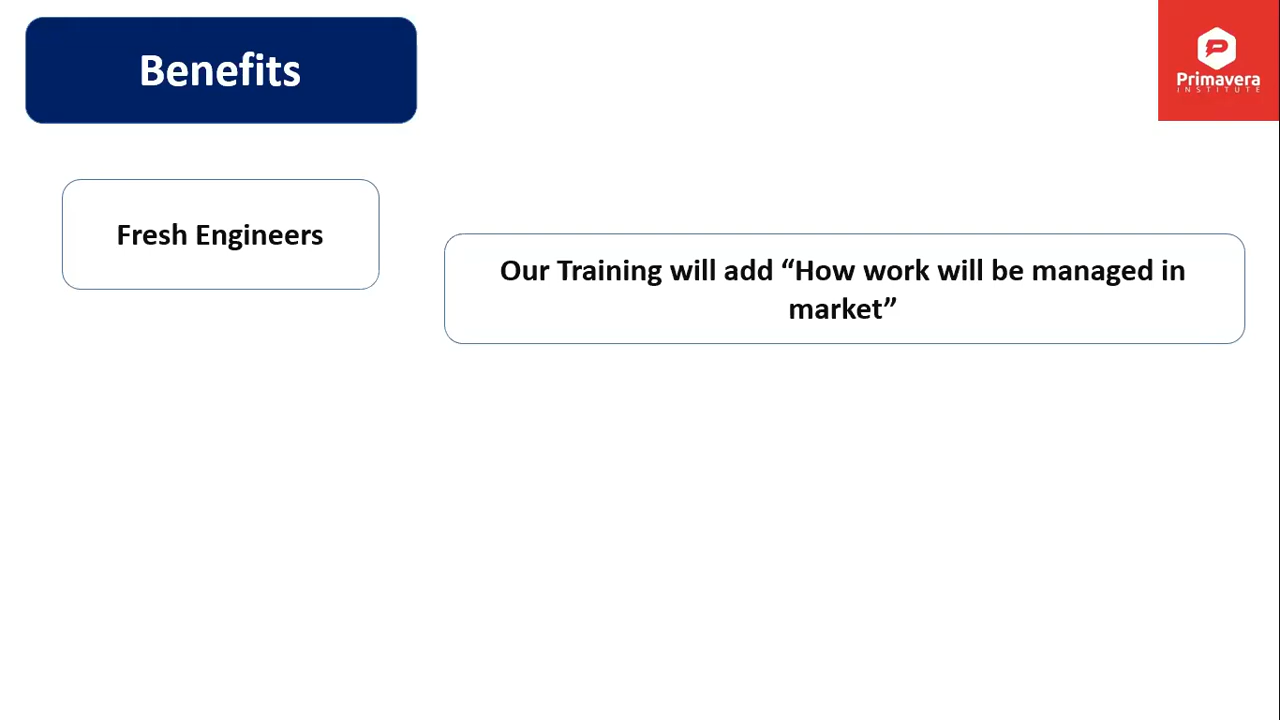 Benefits
Primavera
INSTITUTE
Fresh Engineers
Our Training will add “How work will be managed in
market”